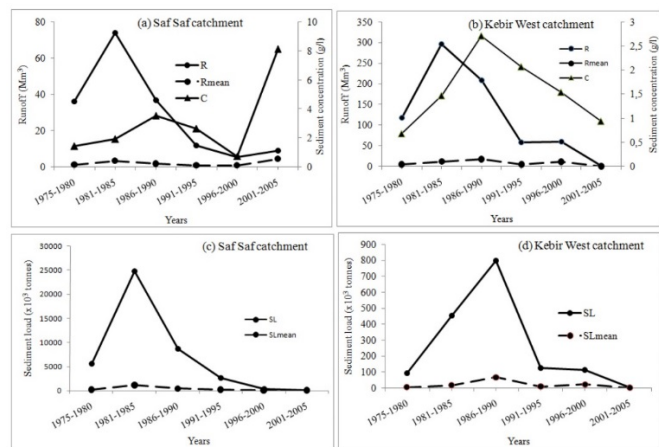 (a) Saf Saf catchment
80
70
60
50
40
30
20
10
0
Runoff (Mm³)
10
8
6
4
2
0
Sediment concentration (g/l)
R
•Rmean
C
1975-1980
1981-1985
1986-1990
1991-1995
1996-2000
2001-2005
Years
(b) Kebir West catchment
350
300
250
200
150
100
50
0
Runoff (Mm³)
3
2,5
2
1,5
1
0,5
0
Sediment concentration (g/l)
R
Rmean
C
1975-1980
1981-1985
1986-1990
1991-1995
1996-2000
2001-2005
Years
(c) Saf Saf catchment
30000
25000
20000
15000
10000
5000
0
Sediment load (x 10³ tonnes)
SL
SLmean
1975-1980
1981-1985
1986-1990
1991-1995
1996-2000
2001-2005
Years
(d) Kebir West catchment
900
800
700
600
500
400
300
200
100
0
Sediment load (x 10³ tonnes)
SL
•SLmean
1975-1980
1981-1985
1986-1990
1991-1995
1996-2000
2001-2005
Years